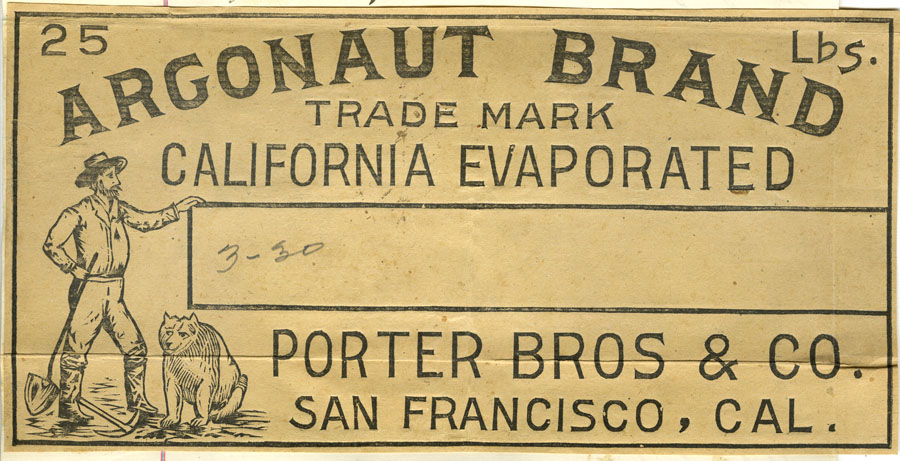 25 Lbs.
ARGONAUT BRAND
TRADE MARK
CALIFORNIA EVAPORATED
3-30
PORTER BROS & CO.
SAN FRANCISCO, CAL.